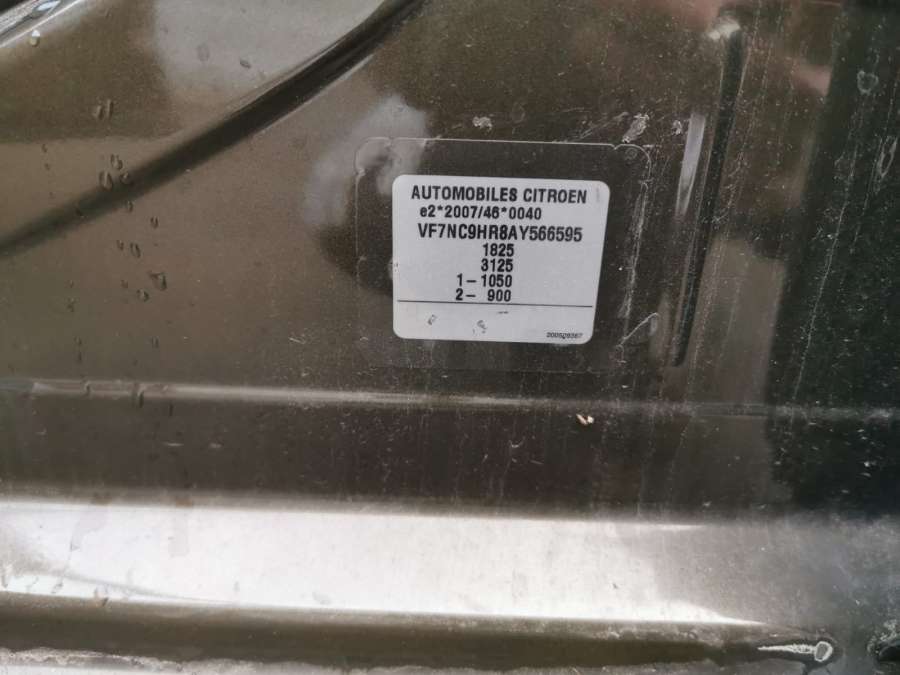 AUTOMOBILES CITROEN
e2*2007/46*0040
VF7NC9HR8AY566595
1825
3125
1- 1050
2- 900